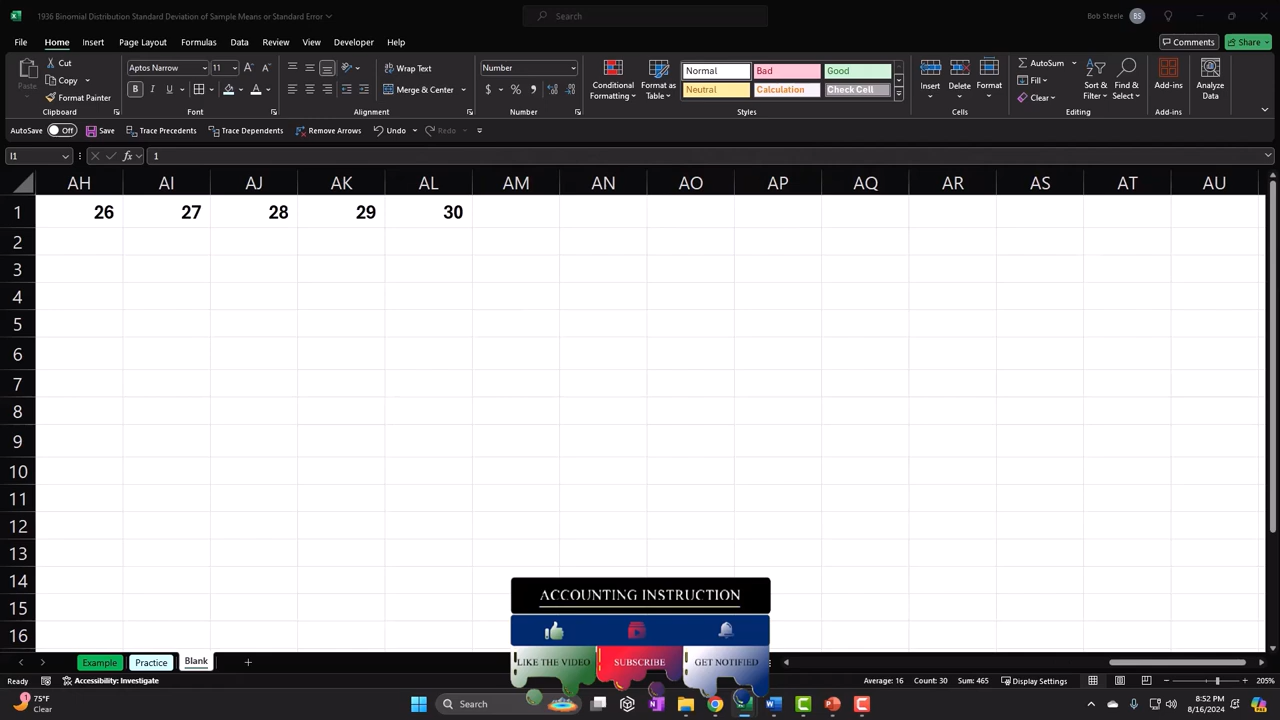 1936 Binomial Distribution Standard Deviation of Sample Means or Standard Error
Search
Bob Steele
BS
File Home Insert Page Layout Formulas Data Review View Developer Help
Comments Share
Cut
Copy
Format Painter
Paste
Clipboard
Aptos Narrow 11
B I U
Font
Wrap Text
Merge & Center
Alignment
Number
$ % 
Number
Conditional Formatting
Format as Table
Normal Bad Good
Neutral Calculation Check Cell
Styles
Insert Delete Format
Cells
AutoSum
Fill
Clear
Sort & Filter
Find & Select
Editing
Add-ins
Add-ins
Analyze Data
AutoSave Off Save Trace Precedents Trace Dependents Remove Arrows Undo Redo
I1 fx 1
AH AI AJ AK AL AM AN AO AP AQ AR AS AT AU
1 26 27 28 29 30
2
3
4
5
6
7
8
9
10
11
12
13
14
15
16
ACCOUNTING INSTRUCTION
LIKE THE VIDEO SUBSCRIBE GET NOTIFIED
Example Practice Blank
Ready Accessibility: Investigate Average: 16 Count: 30 Sum: 465 Display Settings 205%
1
75°F
Clear
Search
8:52 PM
8/16/2024